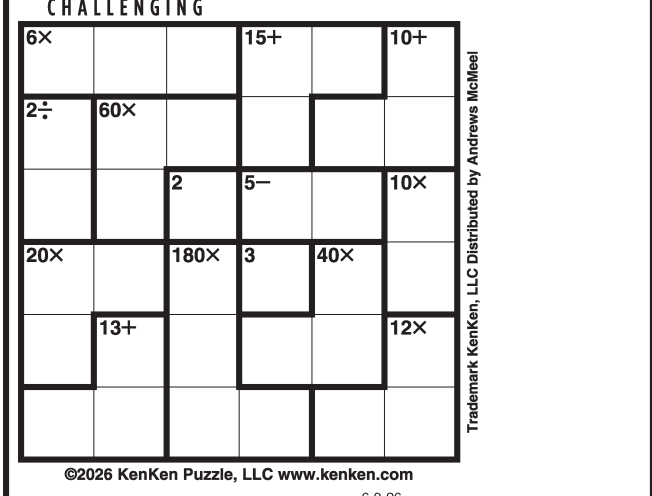 CHALLENGING
6× 15+ 10+
2÷ 60×
2 5− 10×
20× 180× 3 40×
13+ 12×
©2026 KenKen Puzzle, LLC www.kenken.com
Trademark KenKen, LLC Distributed by Andrews McMeel